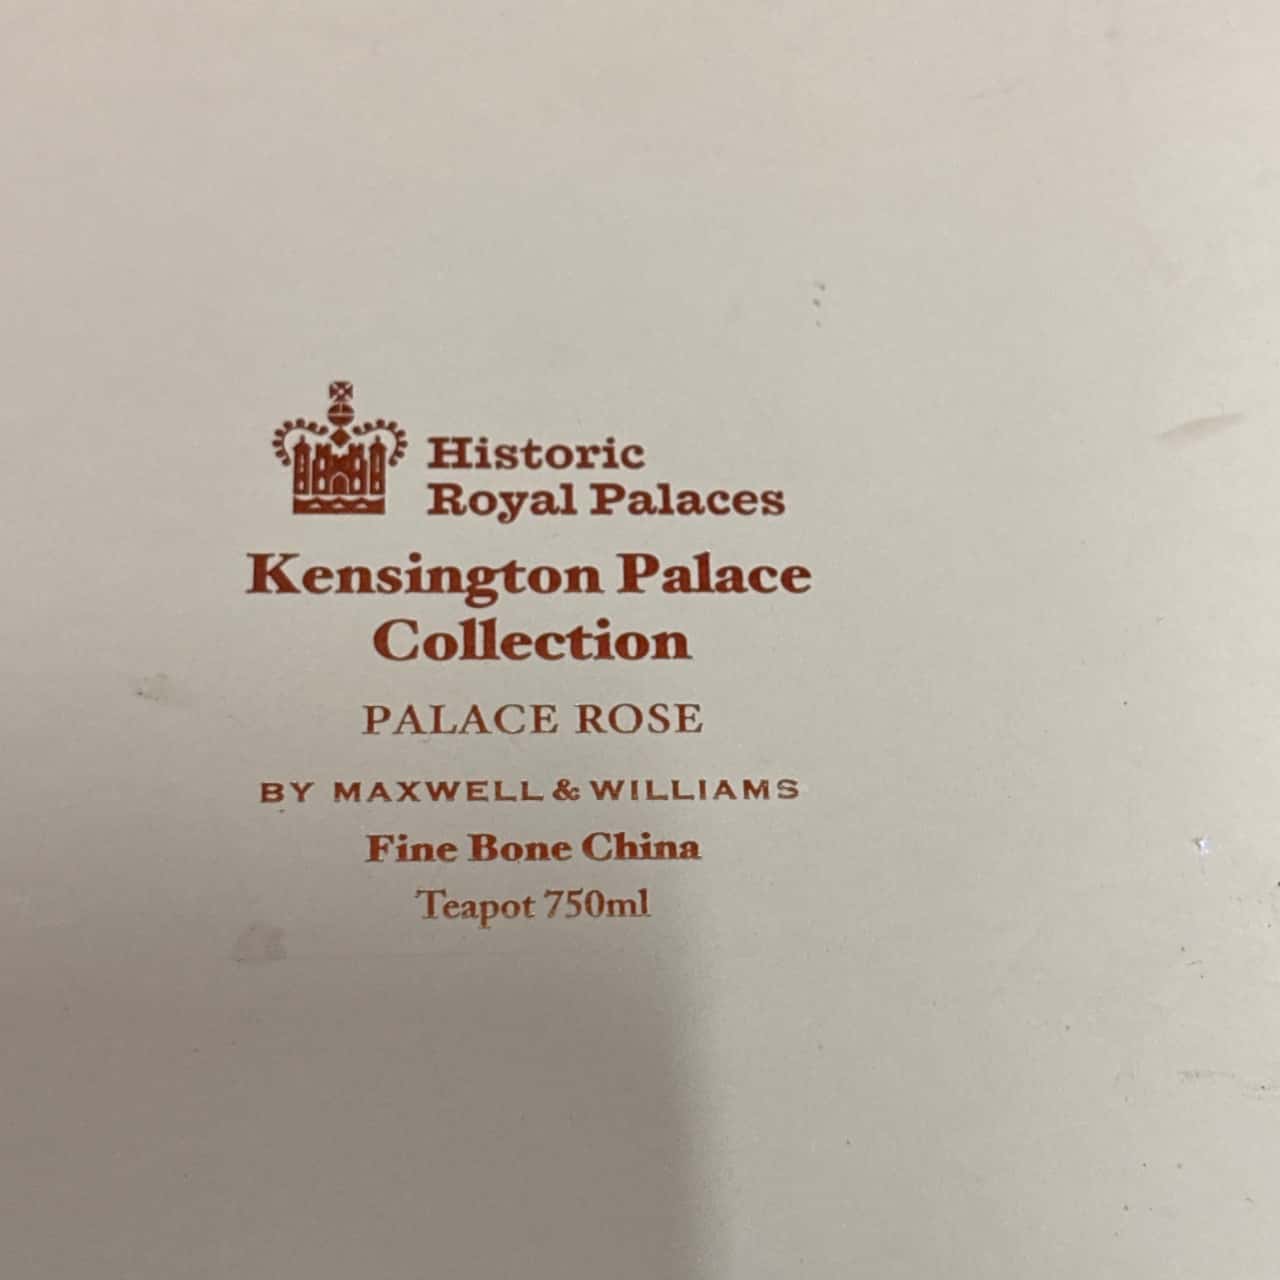 Historic
Royal Palaces
Kensington Palace
Collection
PALACE ROSE
BY MAXWELL & WILLIAMS
Fine Bone China
Teapot 750ml